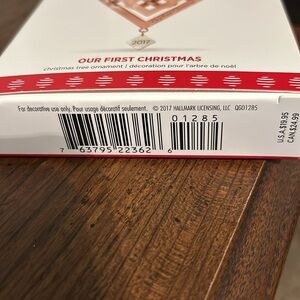 2017
OUR FIRST CHRISTMAS
christmas tree ornament / décoration pour l'arbre de noël
For decorative use only. Pour usage décoratif seulement. © 2017 HALLMARK LICENSING, LLC QGO1285
01285
7 63795 22362 6
U.S.A.$19.95
CAN.$24.99